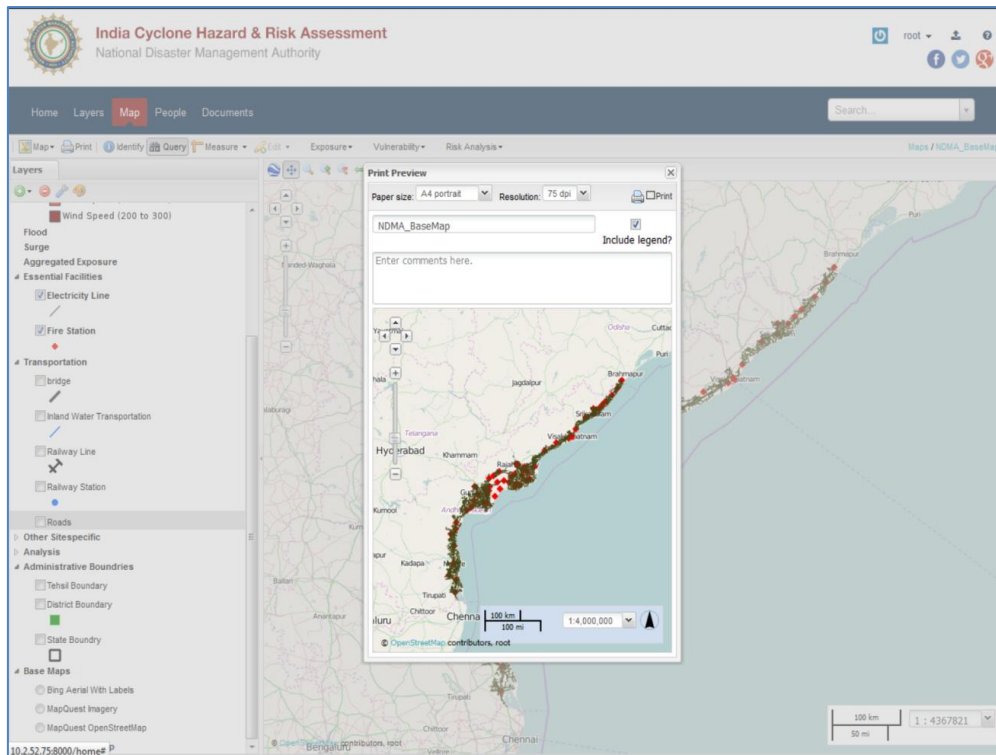 India Cyclone Hazard & Risk Assessment
National Disaster Management Authority
root
Home Layers Map People Documents
Search...
Map Print Identify Query Measure Edit Exposure Vulnerability Risk Analysis
Maps / NDMA_BaseMap
Layers
Wind Speed (200 to 300)
Flood
Surge
Aggregated Exposure
Essential Facilities
Electricity Line
Fire Station
Transportation
bridge
Inland Water Transportation
Railway Line
Railway Station
Roads
Other Sitespecific
Analysis
Administrative Boundries
Tehsil Boundary
District Boundary
State Boundry
Base Maps
Bing Aerial With Labels
MapQuest Imagery
MapQuest OpenStreetMap
10.2.52.75:8000/home#
Print Preview
Paper size: A4 portrait Resolution: 75 dpi Print
NDMA_BaseMap
Include legend?
Enter comments here.
Odisha
Puri
Brahmapur
Jagdalpur
Telangana
Hyderabad
Khammam
Kurnool
Kadapa
Tirupati
Chittoor
100 km
100 mi
1:4,000,000
© OpenStreetMap contributors, root
Puri
Brahmapur
Ballari
Anantapur
Tirupati
Chittoor
Bengaluru
Vellore
Chennai
100 km
50 mi
1 : 4367821
© OpenStreetMap contributors, root